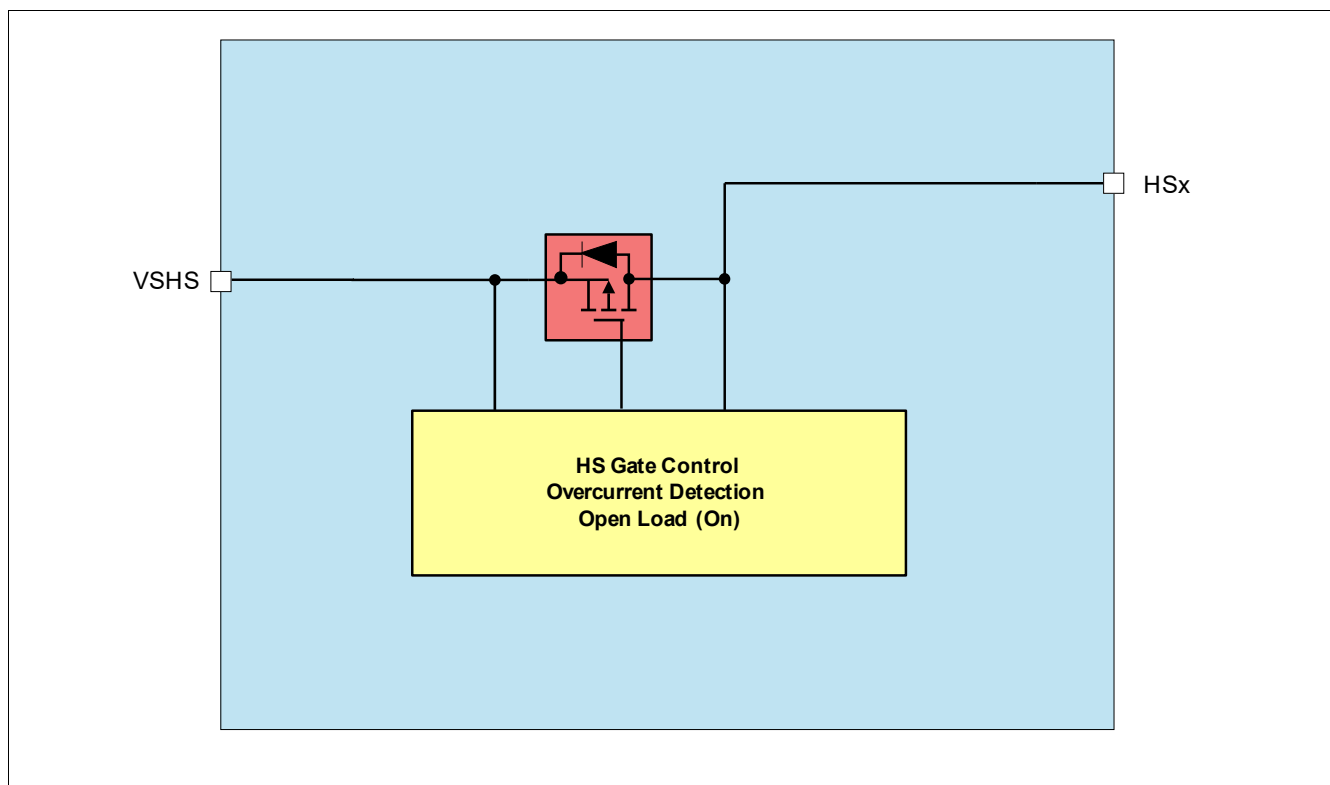 HSx
VSHS
HS Gate Control
Overcurrent Detection
Open Load (On)